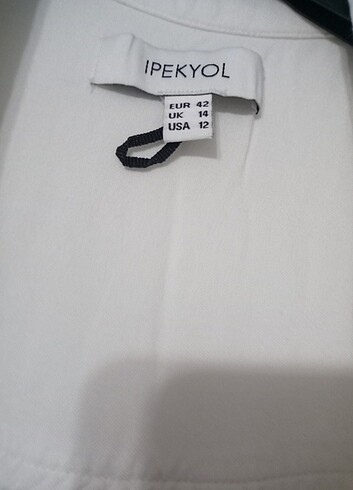 IPEKYOL
EUR 42
UK 14
USA 12